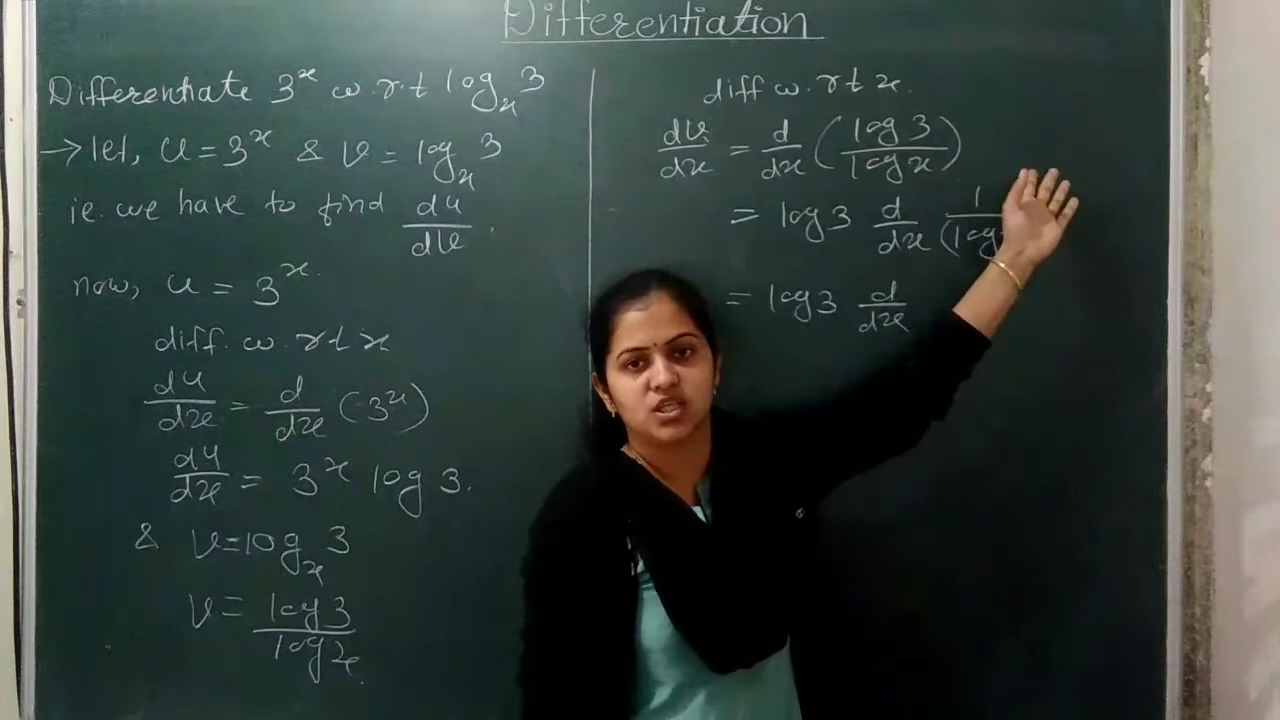 Differentiation
Differentiate 3^x w.r.t log_x 3
→ let, u = 3^x & v = log_x 3
ie. we have to find du/dv.
now, u = 3^x.
diff. w. r t x
du/dx = d/dx (3^x)
du/dx = 3^x log 3.
& v = log_x 3
v = log 3 / log x.
diff w. r t x.
dv/dx = d/dx (log 3 / log x)
= log 3 d/dx 1/(log
= log 3 d/dx